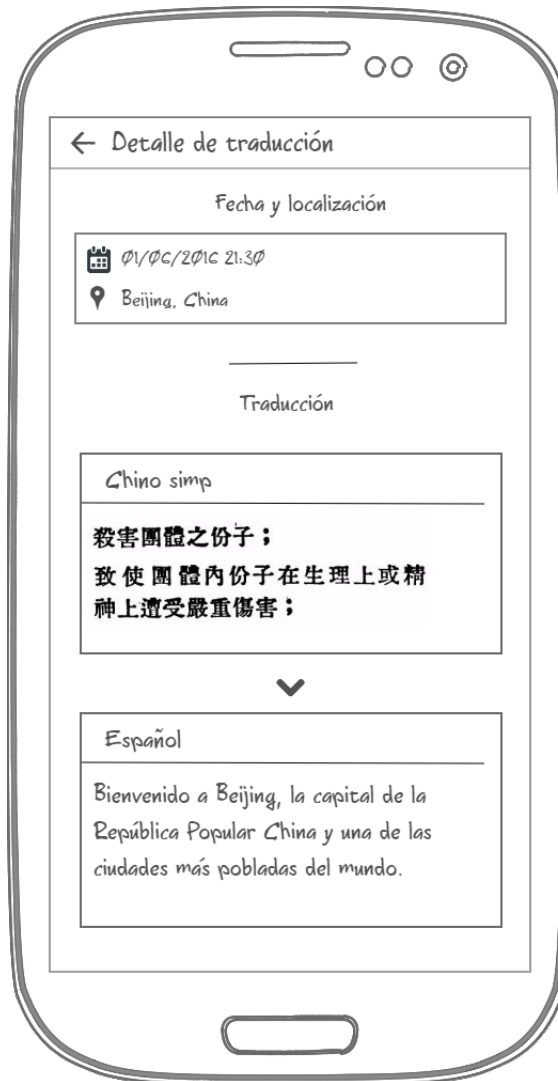 Detalle de traducción
Fecha y localización
01/06/2016 21:30
Beijing, China
Traducción
Chino simp
殺害團體之份子；
致使團體內份子在生理上或精
神上遭受嚴重傷害；
Español
Bienvenido a Beijing, la capital de la
República Popular China y una de las
ciudades más pobladas del mundo.